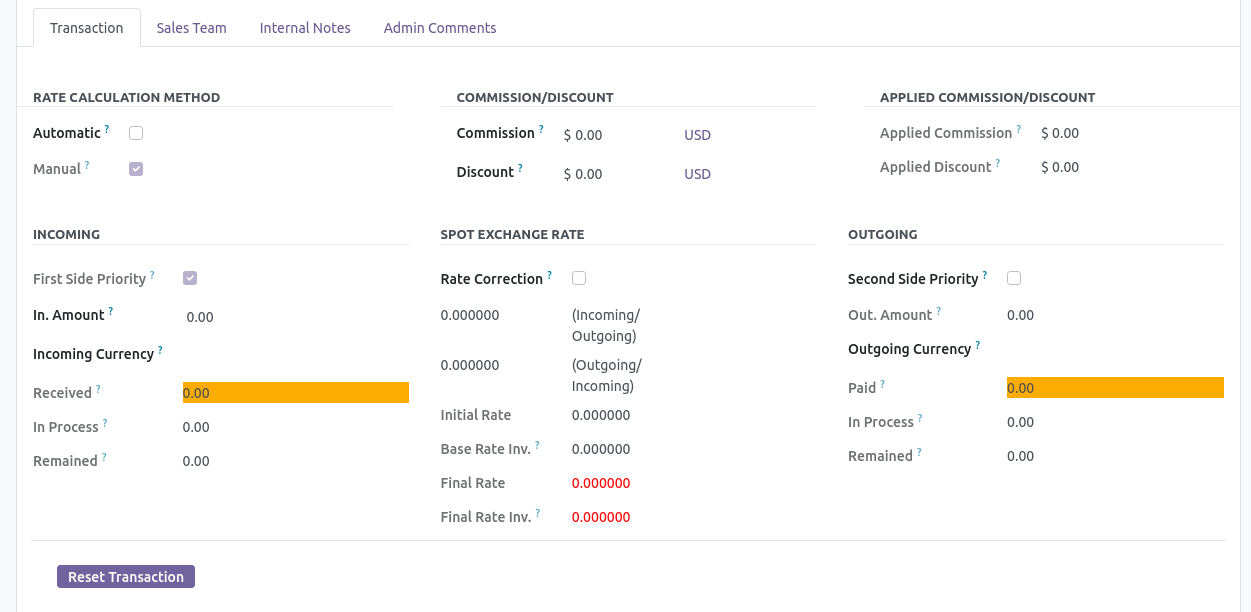 Transaction Sales Team Internal Notes Admin Comments
RATE CALCULATION METHOD
Automatic ?
Manual ?
COMMISSION/DISCOUNT
Commission ? $ 0.00 USD
Discount ? $ 0.00 USD
APPLIED COMMISSION/DISCOUNT
Applied Commission ? $ 0.00
Applied Discount ? $ 0.00
INCOMING
First Side Priority ?
In. Amount ? 0.00
Incoming Currency ?
Received ? 0.00
In Process ? 0.00
Remained ? 0.00
SPOT EXCHANGE RATE
Rate Correction ?
0.000000 (Incoming/
Outgoing)
0.000000 (Outgoing/
Incoming)
Initial Rate 0.000000
Base Rate Inv. ? 0.000000
Final Rate 0.000000
Final Rate Inv. ? 0.000000
OUTGOING
Second Side Priority ?
Out. Amount ? 0.00
Outgoing Currency ?
Paid ? 0.00
In Process ? 0.00
Remained ? 0.00
Reset Transaction